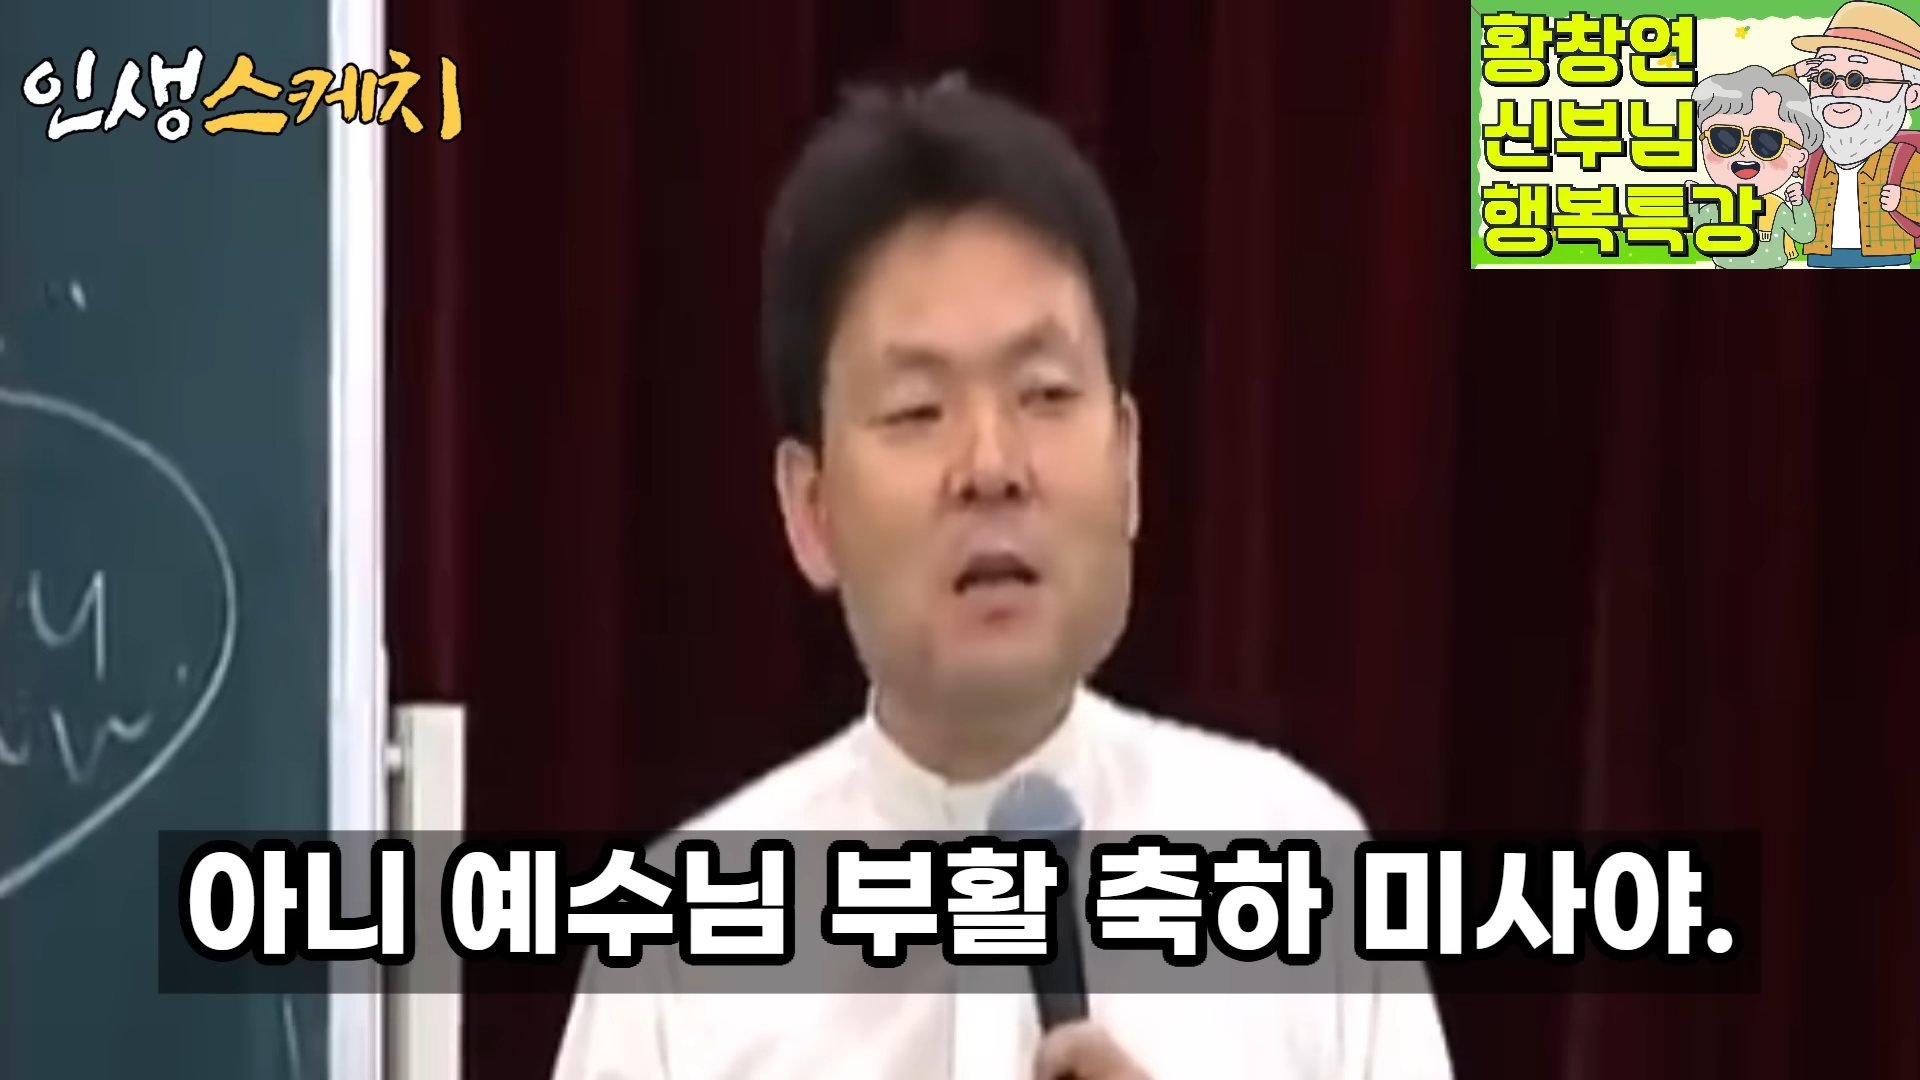 인생스케치
황창연
신부님
행복특강
아니 예수님 부활 축하 미사야.